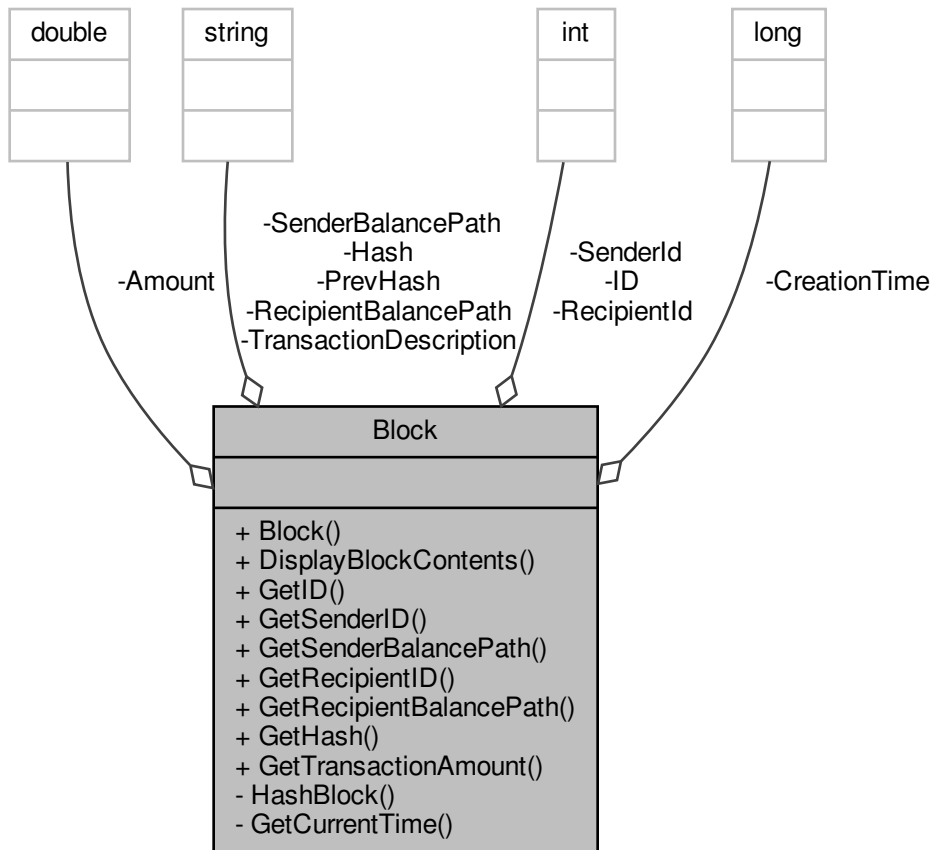 double
string
int
long
-Amount
-SenderBalancePath
-Hash
-PrevHash
-RecipientBalancePath
-TransactionDescription
-SenderId
-ID
-RecipientId
-CreationTime
Block
+ Block()
+ DisplayBlockContents()
+ GetID()
+ GetSenderID()
+ GetSenderBalancePath()
+ GetRecipientID()
+ GetRecipientBalancePath()
+ GetHash()
+ GetTransactionAmount()
- HashBlock()
- GetCurrentTime()